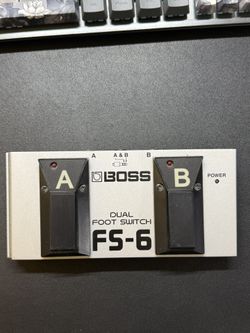 A A&B B
A BOSS B
POWER
DUAL
FOOT SWITCH
FS-6